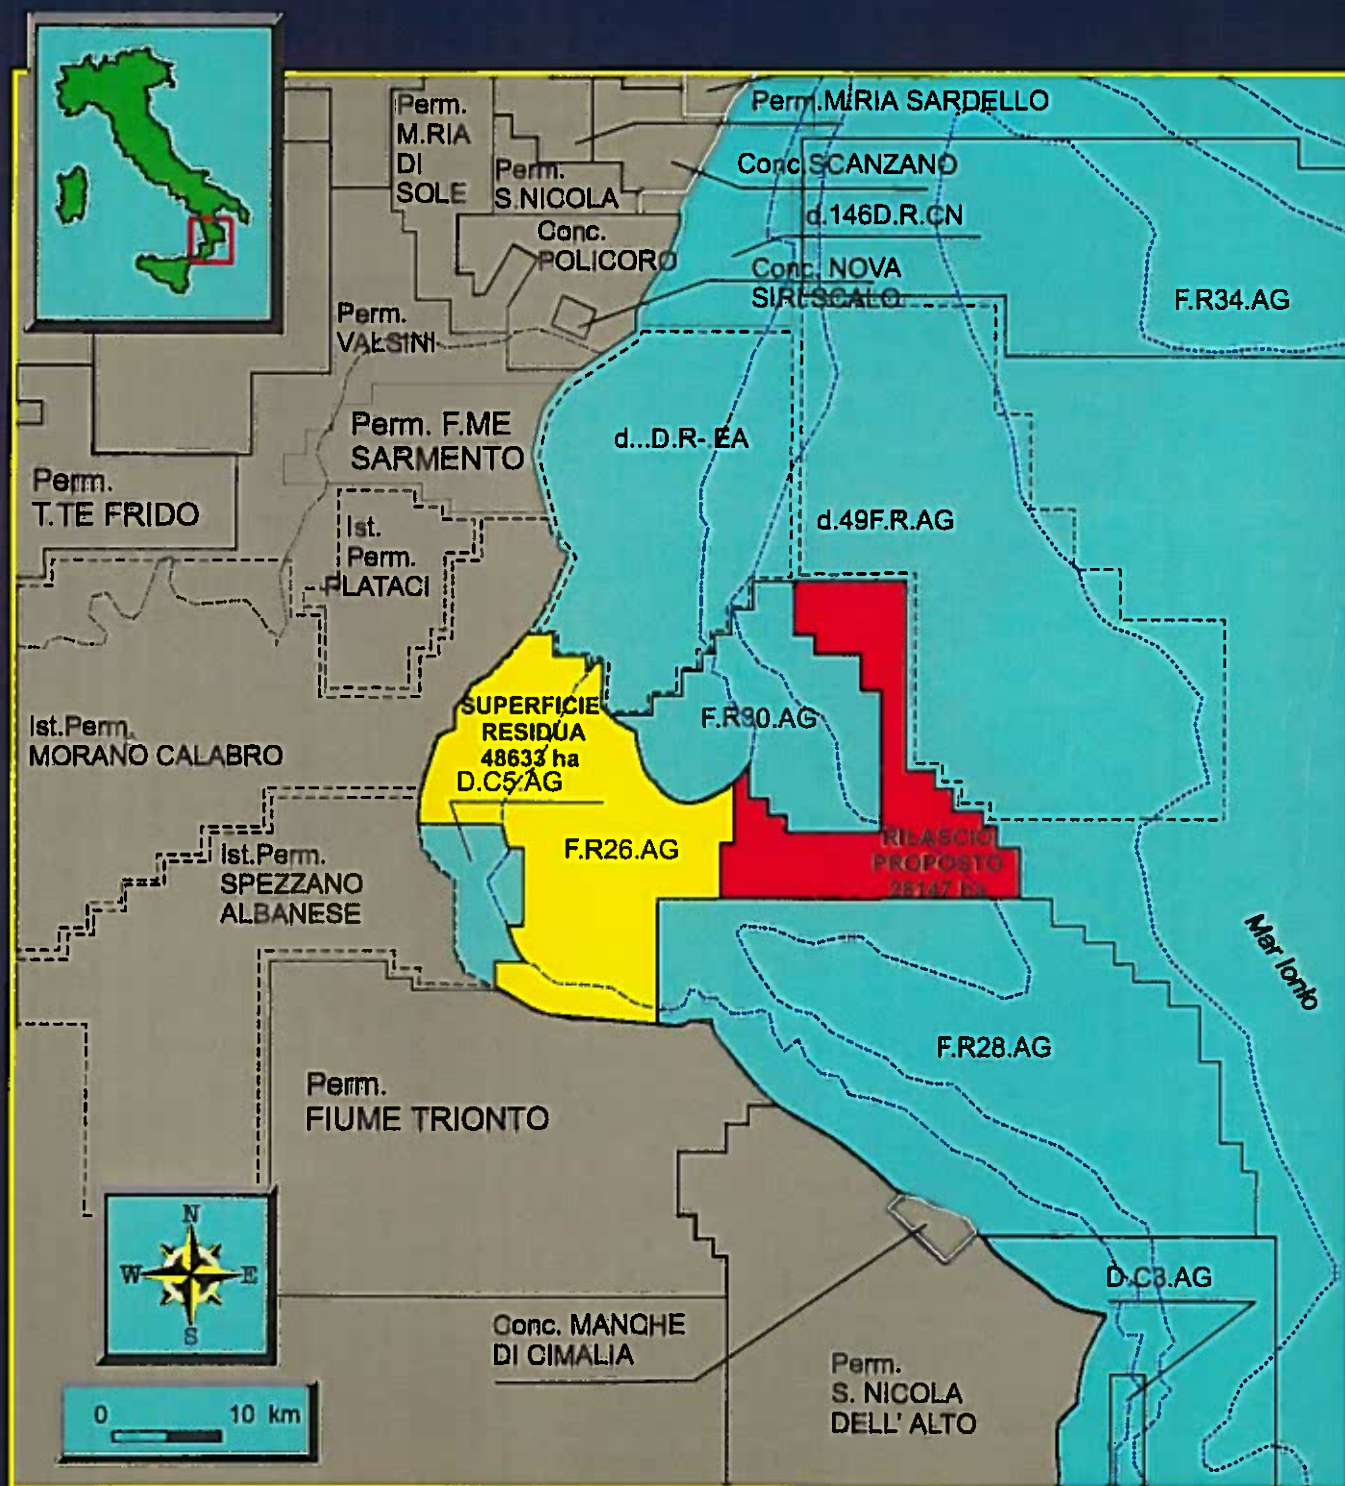 Perm.
M.RIA
DI
SOLE
Perm.
S.NICOLA
Perm.M.RIA SARDELLO
Conc.SCANZANO
d.146D.R.CN
Conc.
POLICORO
Conc. NOVA
SIRI SCALO
F.R34.AG
Perm.
VALSINI
Perm. F.ME
SARMENTO
d...D.R- EA
Perm.
T.TE FRIDO
Ist.
Perm.
PLATACI
d.49F.R.AG
Ist.Perm.
MORANO CALABRO
SUPERFICIE
RESIDUA
48633 ha
D.C5.AG
F.R30.AG
F.R26.AG
RILASCIO
PROPOSTO
28147 ha
Ist.Perm.
SPEZZANO
ALBANESE
Mar Ionio
F.R28.AG
Perm.
FIUME TRIONTO
N
W
E
S
D.C3.AG
Conc. MANCHE
DI CIMALIA
Perm.
S. NICOLA
DELL' ALTO
0 10 km